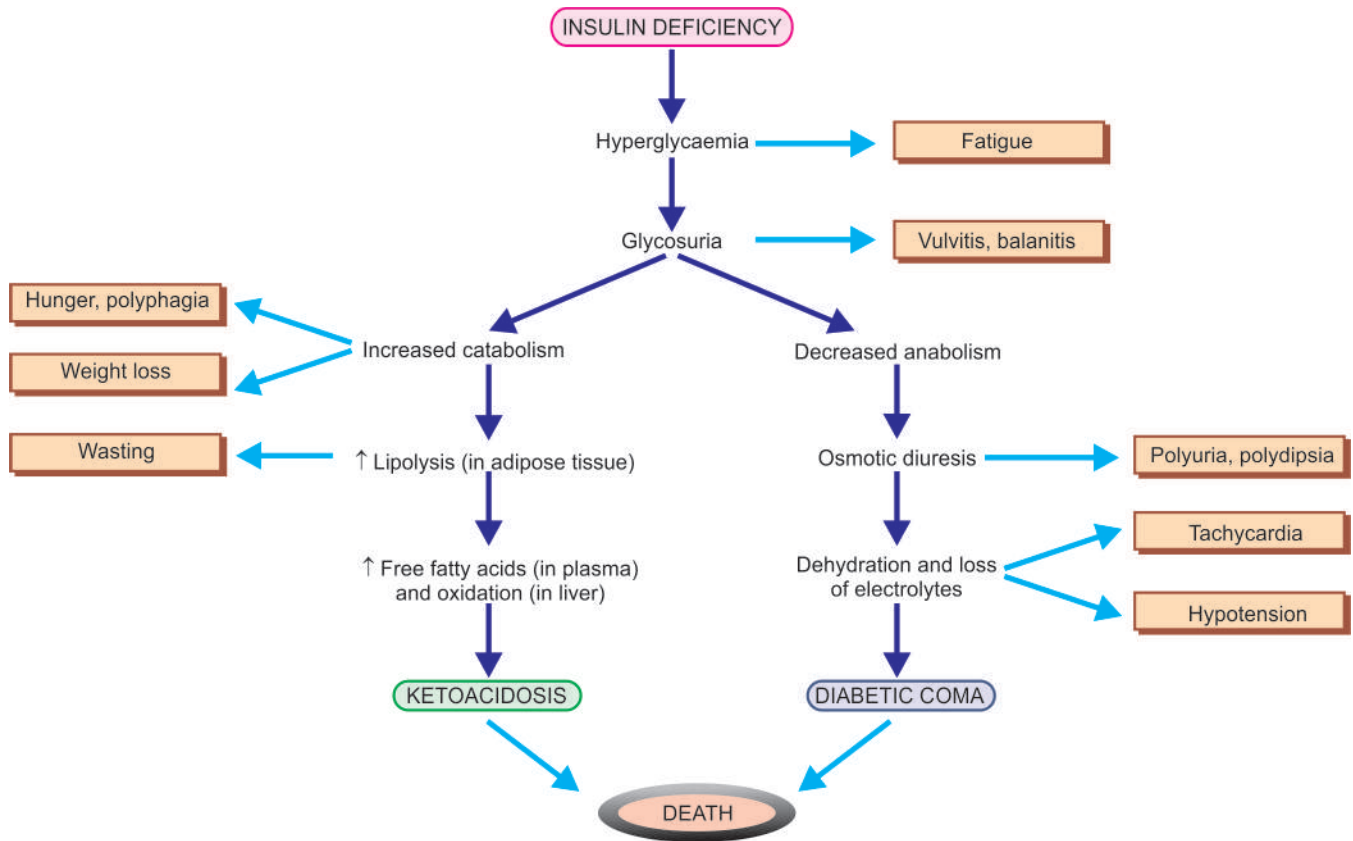 INSULIN DEFICIENCY
Hyperglycaemia
Fatigue
Glycosuria
Vulvitis, balanitis
Hunger, polyphagia
Increased catabolism
Decreased anabolism
Weight loss
Wasting
↑ Lipolysis (in adipose tissue)
Osmotic diuresis
Polyuria, polydipsia
Tachycardia
↑ Free fatty acids (in plasma)
and oxidation (in liver)
Dehydration and loss
of electrolytes
Hypotension
KETOACIDOSIS
DIABETIC COMA
DEATH